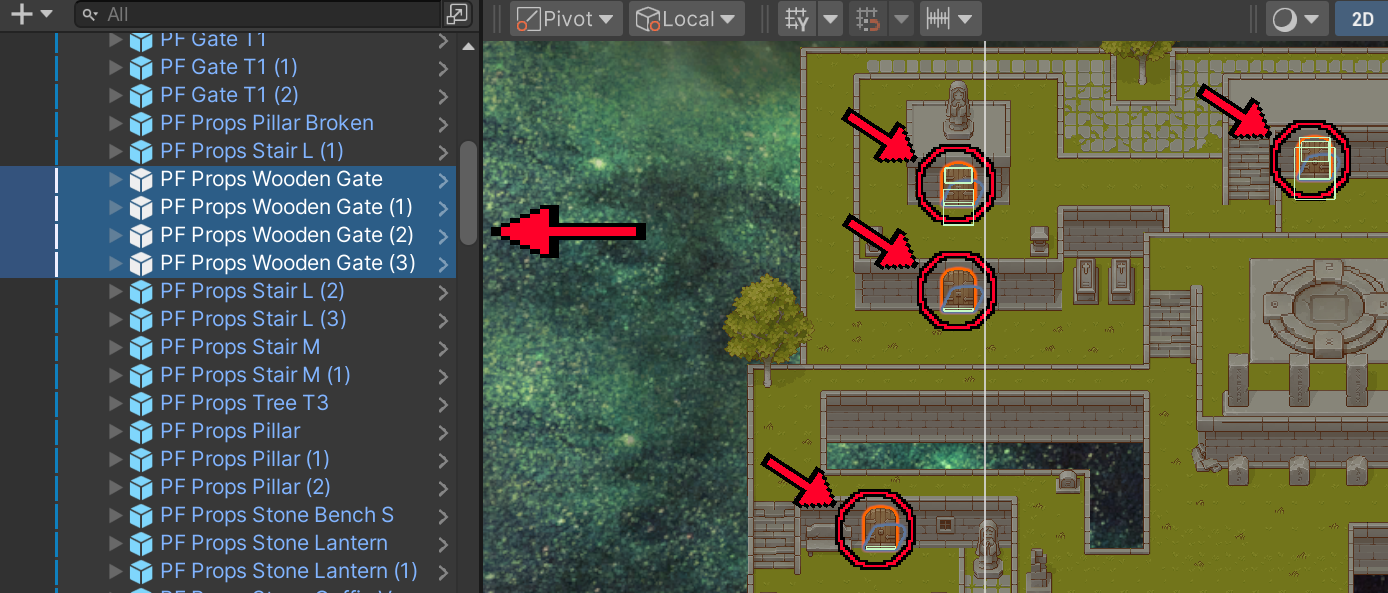 All
Pivot
Local
2D
PF Gate T1
PF Gate T1 (1)
PF Gate T1 (2)
PF Props Pillar Broken
PF Props Stair L (1)
PF Props Wooden Gate
PF Props Wooden Gate (1)
PF Props Wooden Gate (2)
PF Props Wooden Gate (3)
PF Props Stair L (2)
PF Props Stair L (3)
PF Props Stair M
PF Props Stair M (1)
PF Props Tree T3
PF Props Pillar
PF Props Pillar (1)
PF Props Pillar (2)
PF Props Stone Bench S
PF Props Stone Lantern
PF Props Stone Lantern (1)